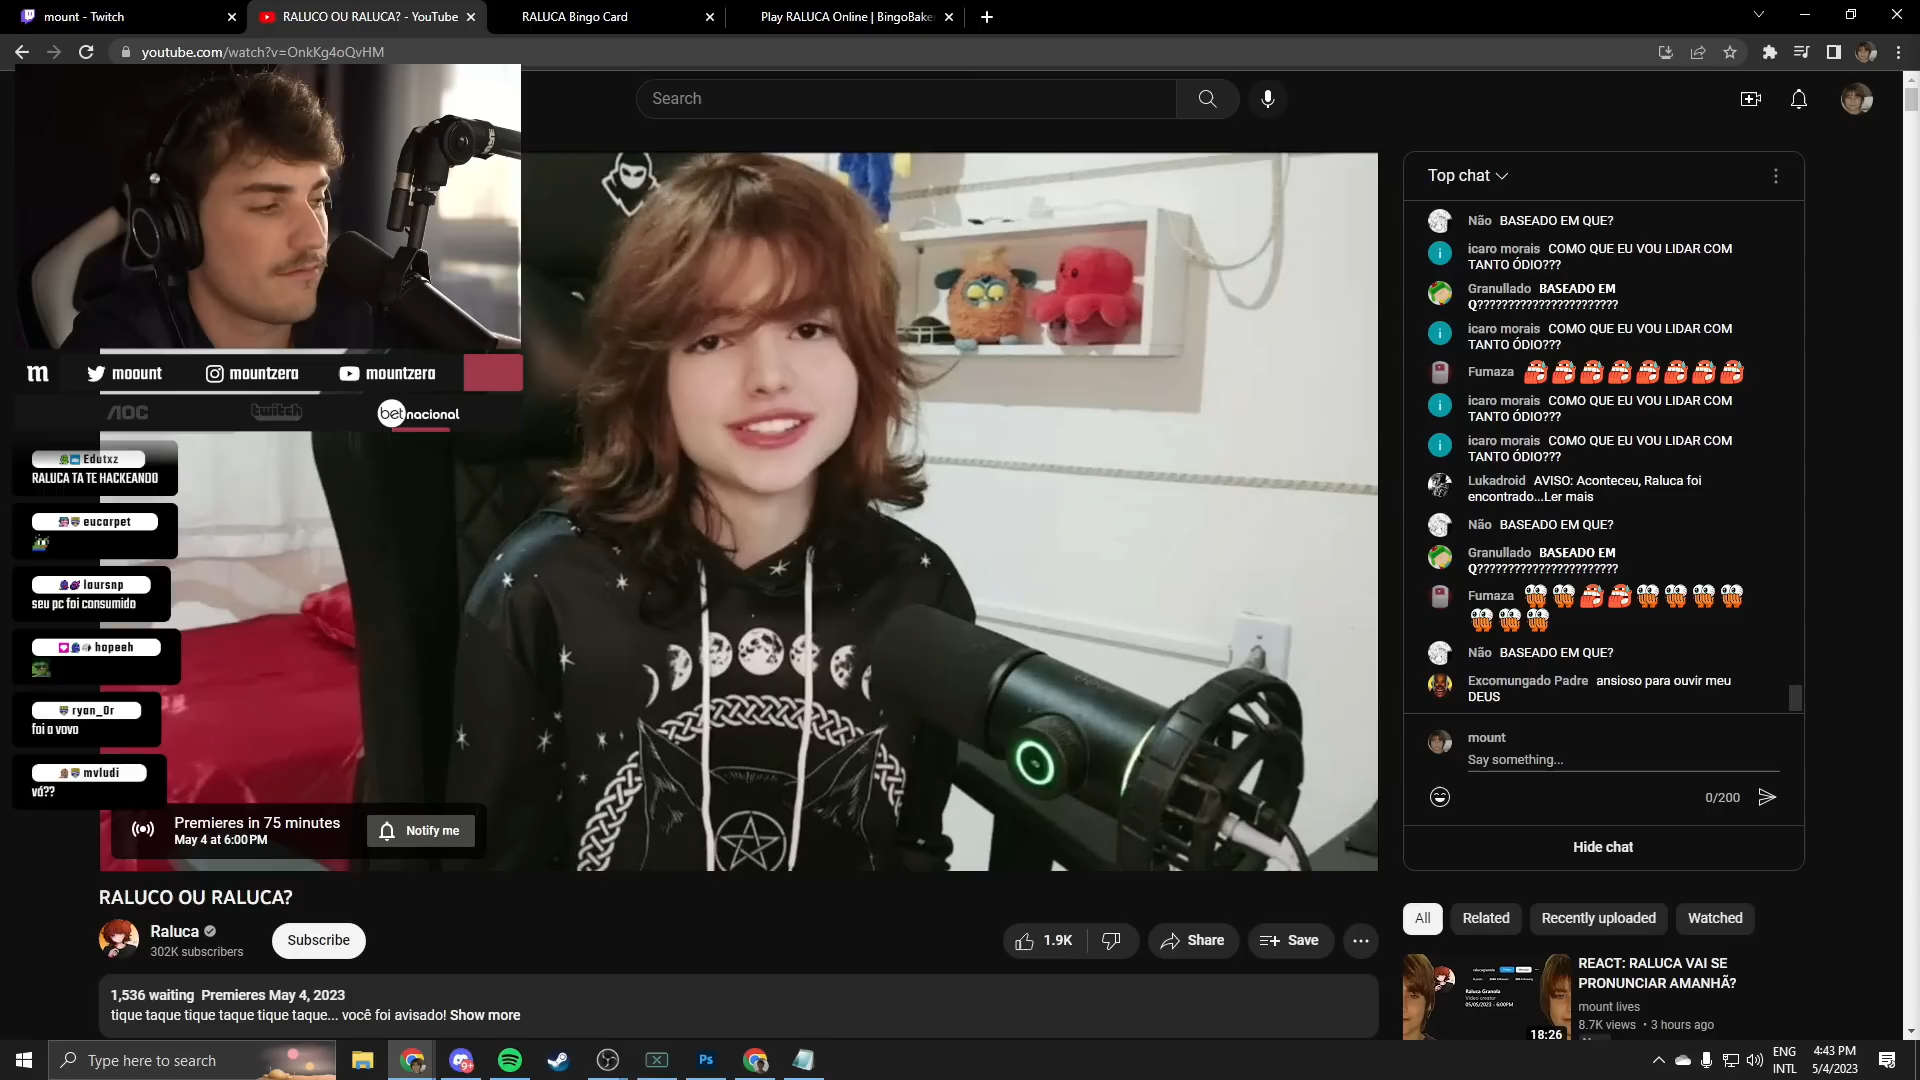 mount - Twitch
RALUCO OU RALUCA? - YouTube
RALUCA Bingo Card
Play RALUCA Online | BingoBake
youtube.com/watch?v=OnkKg4oQvHM
Search
m
moount
mountzera
mountzera
AOC
twitch
betnacional
Edutxz
RALUCA TA TE HACKEANDO
eucarpet
laursnp
seu pc foi consumido
hopeeh
ryan_0r
foi a vovo
mvludi
vá??
Premieres in 75 minutes
May 4 at 6:00 PM
Notify me
Top chat
Não BASEADO EM QUE?
icaro morais COMO QUE EU VOU LIDAR COM
TANTO ÓDIO???
Granullado BASEADO EM
Q???????????????????????
icaro morais COMO QUE EU VOU LIDAR COM
TANTO ÓDIO???
Fumaza
icaro morais COMO QUE EU VOU LIDAR COM
TANTO ÓDIO???
icaro morais COMO QUE EU VOU LIDAR COM
TANTO ÓDIO???
Lukadroid AVISO: Aconteceu, Raluca foi
encontrado...Ler mais
Não BASEADO EM QUE?
Granullado BASEADO EM
Q???????????????????????
Fumaza
Não BASEADO EM QUE?
Excomungado Padre ansioso para ouvir meu
DEUS
mount
Say something...
0/200
Hide chat
RALUCO OU RALUCA?
Raluca
302K subscribers
Subscribe
1.9K
Share
Save
1,536 waiting Premieres May 4, 2023
tique taque tique taque tique taque... você foi avisado! Show more
All
Related
Recently uploaded
Watched
Raluca Granola
REACT: RALUCA VAI SE
PRONUNCIAR AMANHÃ?
mount lives
8.7K views • 3 hours ago
18:26
Type here to search
9+
Ps
ENG
INTL
4:43 PM
5/4/2023